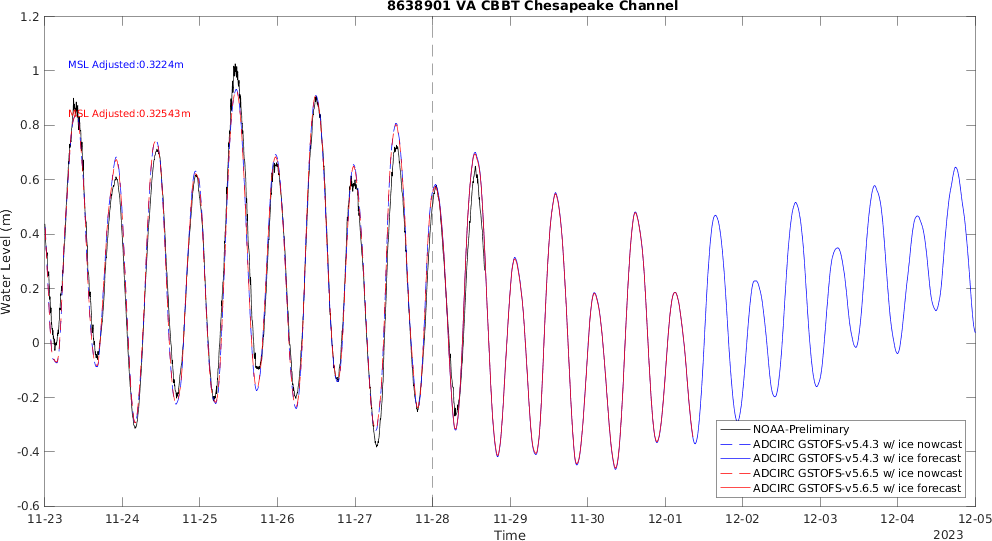 8638901 VA CBBT Chesapeake Channel
1.2
1
0.8
0.6
0.4
0.2
0
-0.2
-0.4
-0.6
Water Level (m)
MSL Adjusted:0.3224m
MSL Adjusted:0.32543m
NOAA-Preliminary
ADCIRC GSTOFS-v5.4.3 w/ ice nowcast
ADCIRC GSTOFS-v5.4.3 w/ ice forecast
ADCIRC GSTOFS-v5.6.5 w/ ice nowcast
ADCIRC GSTOFS-v5.6.5 w/ ice forecast
11-23 11-24 11-25 11-26 11-27 11-28 11-29 11-30 12-01 12-02 12-03 12-04 12-05
Time
2023